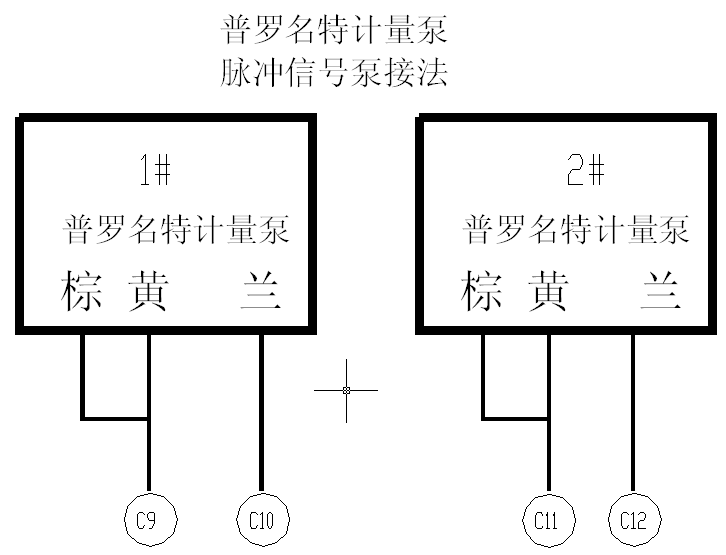 普罗名特计量泵
脉冲信号泵接法
1# 2#
普罗名特计量泵 普罗名特计量泵
棕 黄 兰 棕 黄 兰
C9 C10 C11 C12